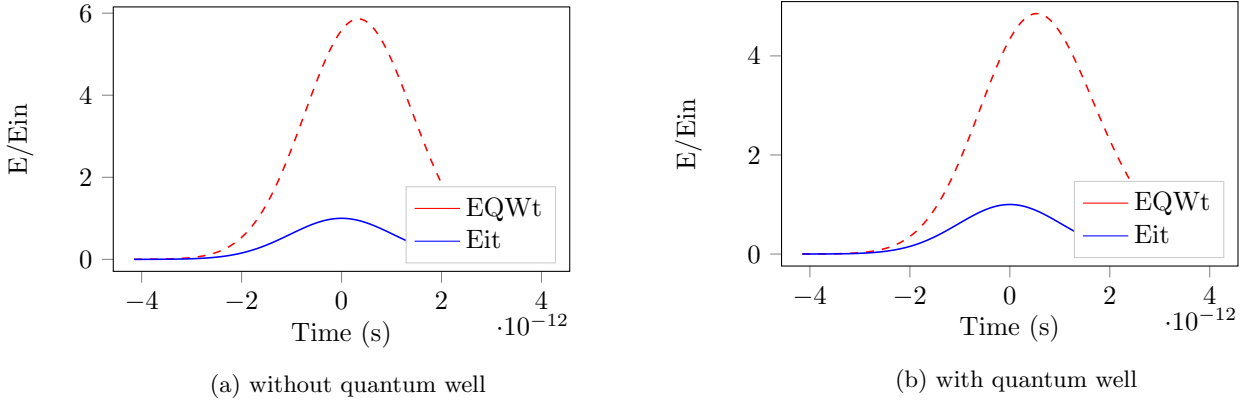 6
4
2
0
E/Ein
−4
−2
0
2
4
Time (s)
·10−12
EQWt
Eit
(a) without quantum well
4
2
0
E/Ein
−4
−2
0
2
4
Time (s)
·10−12
EQWt
Eit
(b) with quantum well